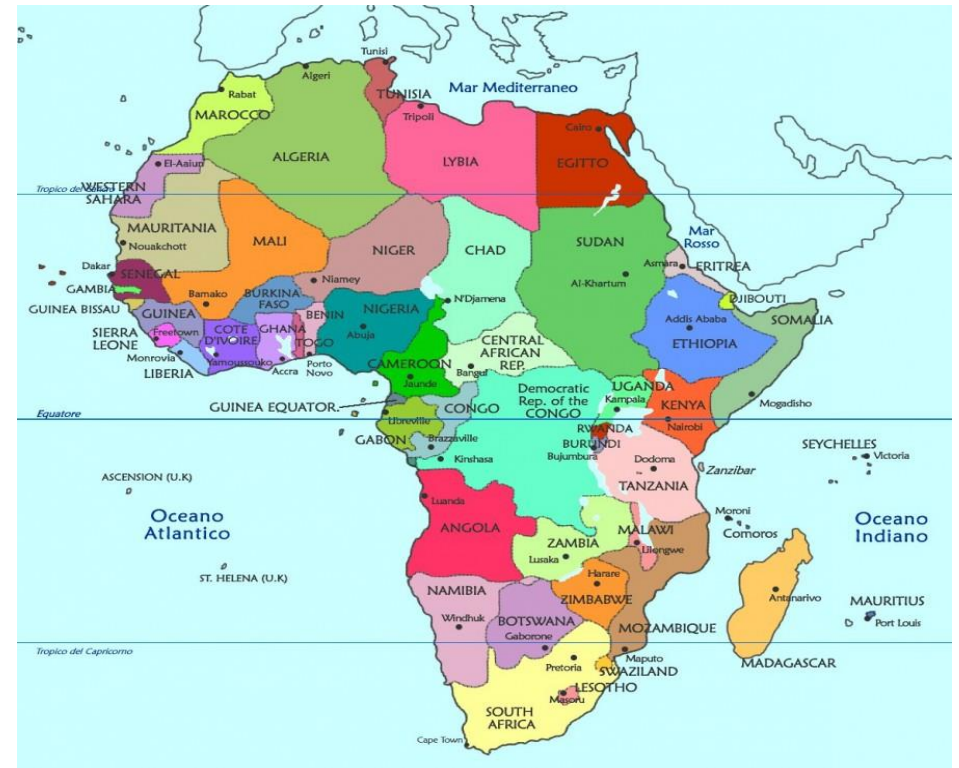 Tunisi
Algeri
Rabat
TUNISIA
Mar Mediterraneo
MAROCCO
Tripoli
Cairo
ALGERIA
LYBIA
EGITTO
El-Aaiun
Tropico del
WESTERN
SAHARA
MAURITANIA
Nouakchott
MALI
NIGER
CHAD
SUDAN
Mar
Rosso
Asmara
ERITREA
Dakar
SENEGAL
GAMBIA
Niamey
Al-Khartum
Bamako
BURKINA
FASO
N'Djamena
DJIBOUTI
GUINEA BISSAU
GUINEA
BENIN
NIGERIA
Addis Ababa
SOMALIA
SIERRA
LEONE
Freetown
COTE
D'IVOIRE
GHANA
TOGO
Abuja
ETHIOPIA
CENTRAL
AFRICAN
REP.
Monrovia
LIBERIA
Yamoussouko
Accra
Porto
Novo
CAMEROON
Bangui
Jaunde
Democratic
Rep. of the
CONGO
UGANDA
Kampala
KENYA
Mogadisho
GUINEA EQUATOR.
CONGO
Equatore
Libreville
Nairobi
GABON
Brazzaville
RWANDA
BURUNDI
Bujumbura
SEYCHELLES
Victoria
Kinshasa
Dodoma
Zanzibar
TANZANIA
ASCENSION (U.K)
Luanda
Oceano
Atlantico
ANGOLA
Moroni
Comoros
Oceano
Indiano
MALAWI
ZAMBIA
Lilongwe
Lusaka
ST. HELENA (U.K)
Harare
NAMIBIA
ZIMBABWE
Antanarivo
MAURITIUS
Port Louis
Windhuk
BOTSWANA
Gaborone
MOZAMBIQUE
Tropico del Capricorno
Pretoria
Maputo
SWAZILAND
MADAGASCAR
LESOTHO
Masoru
SOUTH
AFRICA
Cape Town